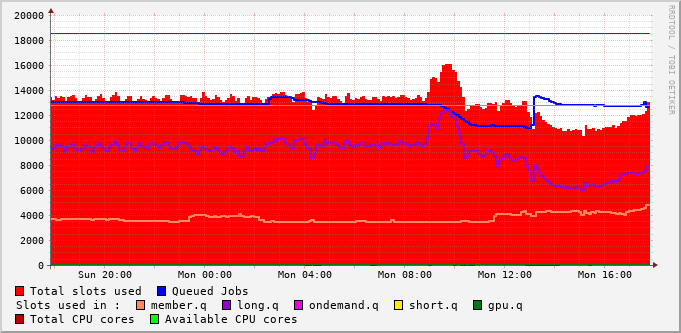 20000
18000
16000
14000
12000
10000
8000
6000
4000
2000
0
Sun 20:00 Mon 00:00 Mon 04:00 Mon 08:00 Mon 12:00 Mon 16:00
Total slots used Queued Jobs
Slots used in : member.q long.q ondemand.q short.q gpu.q
Total CPU cores Available CPU cores
RRDTOOL / TOBI OETIKER